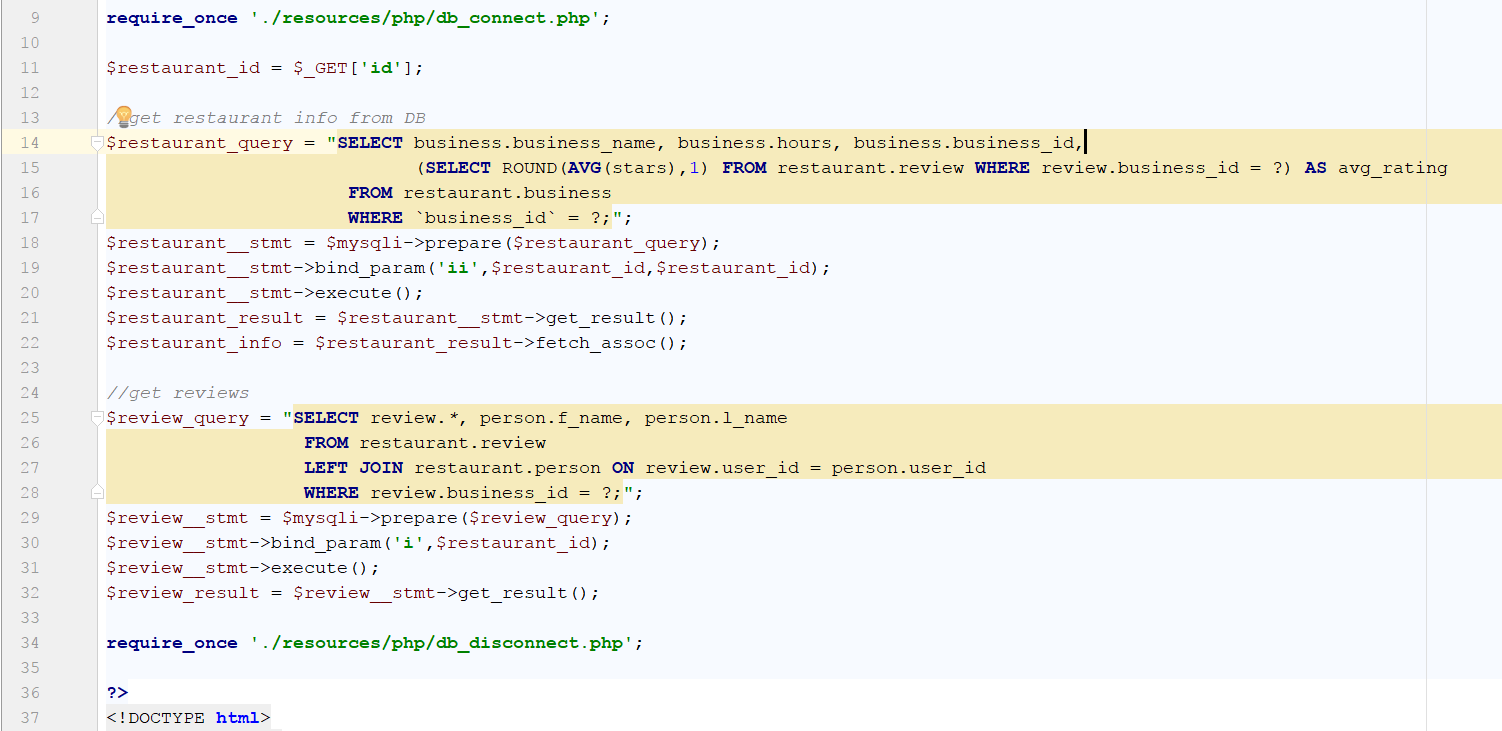 9 require_once './resources/php/db_connect.php';
10
11 $restaurant_id = $_GET['id'];
12
13 /get restaurant info from DB
14 $restaurant_query = "SELECT business.business_name, business.hours, business.business_id,
15 (SELECT ROUND(AVG(stars),1) FROM restaurant.review WHERE review.business_id = ?) AS avg_rating
16 FROM restaurant.business
17 WHERE `business_id` = ?;";
18 $restaurant__stmt = $mysqli->prepare($restaurant_query);
19 $restaurant__stmt->bind_param('ii',$restaurant_id,$restaurant_id);
20 $restaurant__stmt->execute();
21 $restaurant_result = $restaurant__stmt->get_result();
22 $restaurant_info = $restaurant_result->fetch_assoc();
23
24 //get reviews
25 $review_query = "SELECT review.*, person.f_name, person.l_name
26 FROM restaurant.review
27 LEFT JOIN restaurant.person ON review.user_id = person.user_id
28 WHERE review.business_id = ?;";
29 $review__stmt = $mysqli->prepare($review_query);
30 $review__stmt->bind_param('i',$restaurant_id);
31 $review__stmt->execute();
32 $review_result = $review__stmt->get_result();
33
34 require_once './resources/php/db_disconnect.php';
35
36 ?>
37 <!DOCTYPE html>